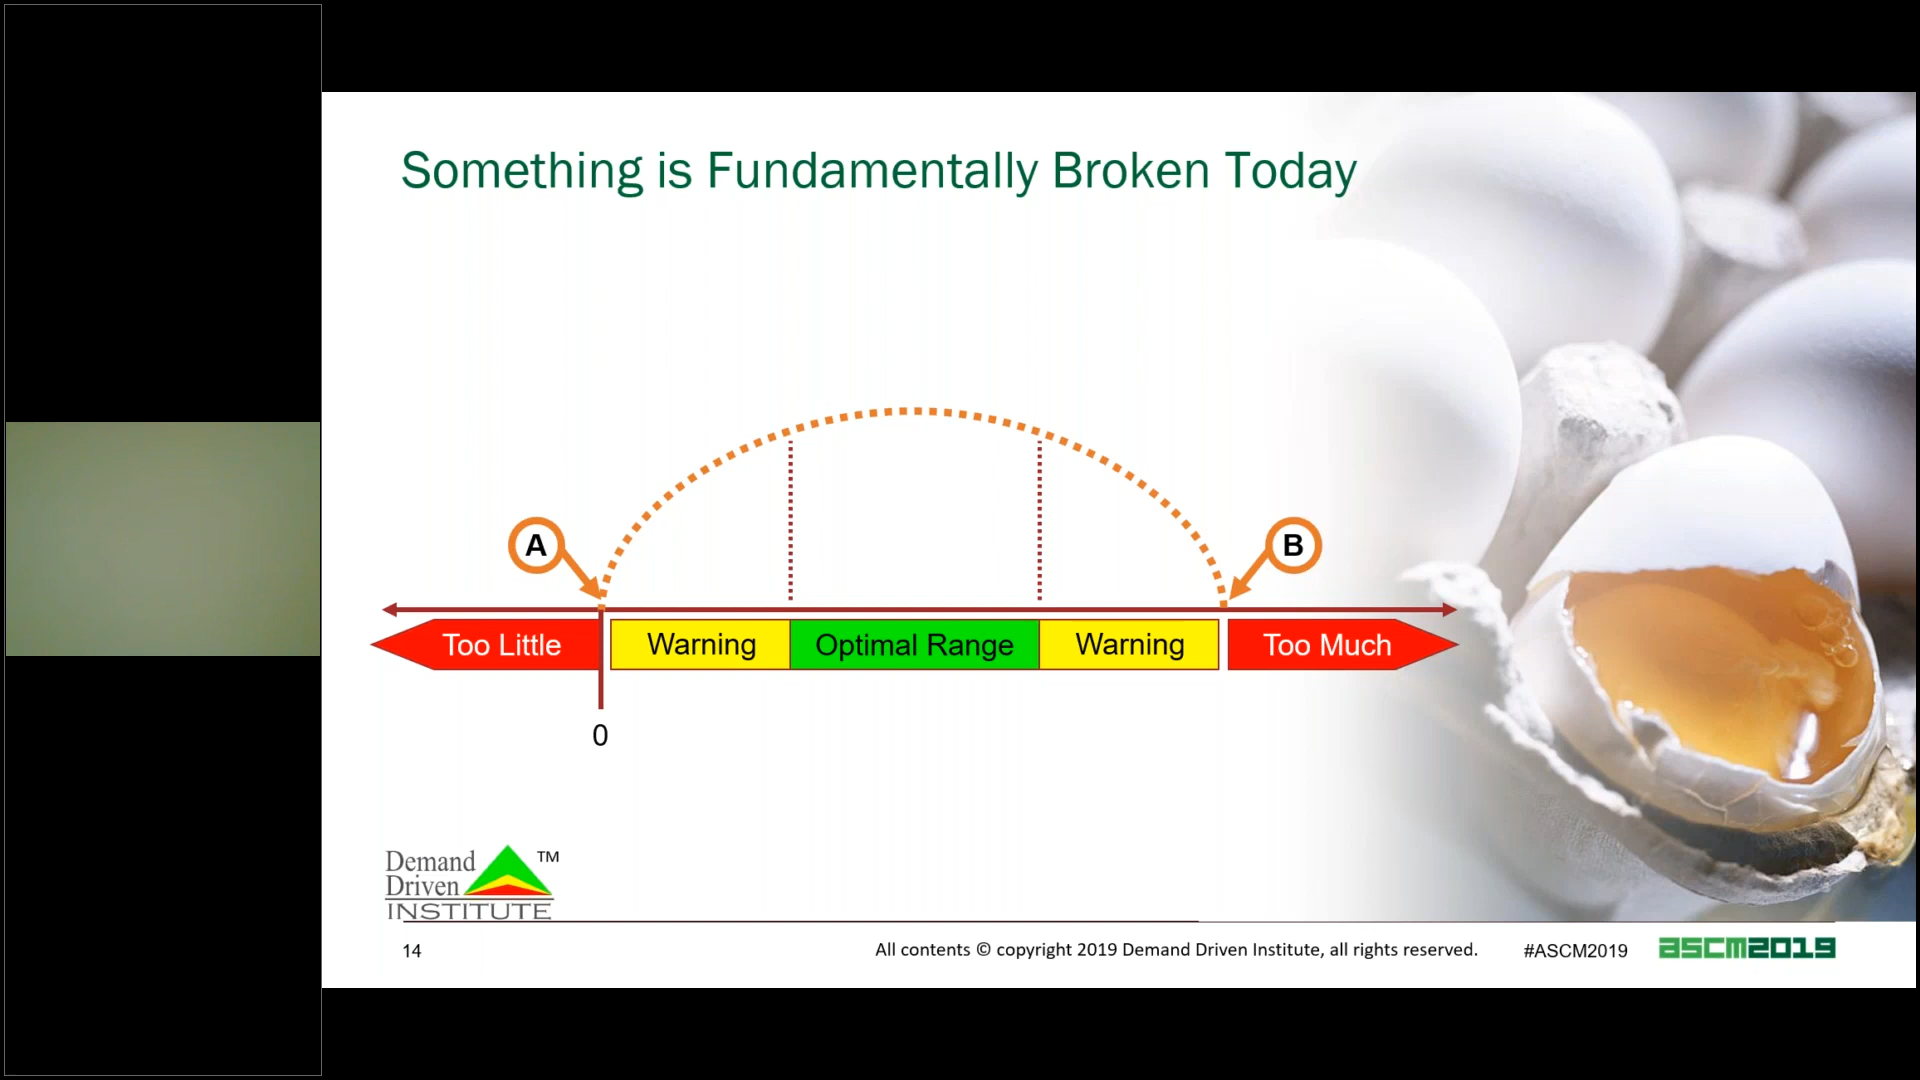 Something is Fundamentally Broken Today
A
B
Too Little
Warning
Optimal Range
Warning
Too Much
0
Demand
Driven
INSTITUTE
TM
14
All contents © copyright 2019 Demand Driven Institute, all rights reserved.
#ASCM2019
ascm2019